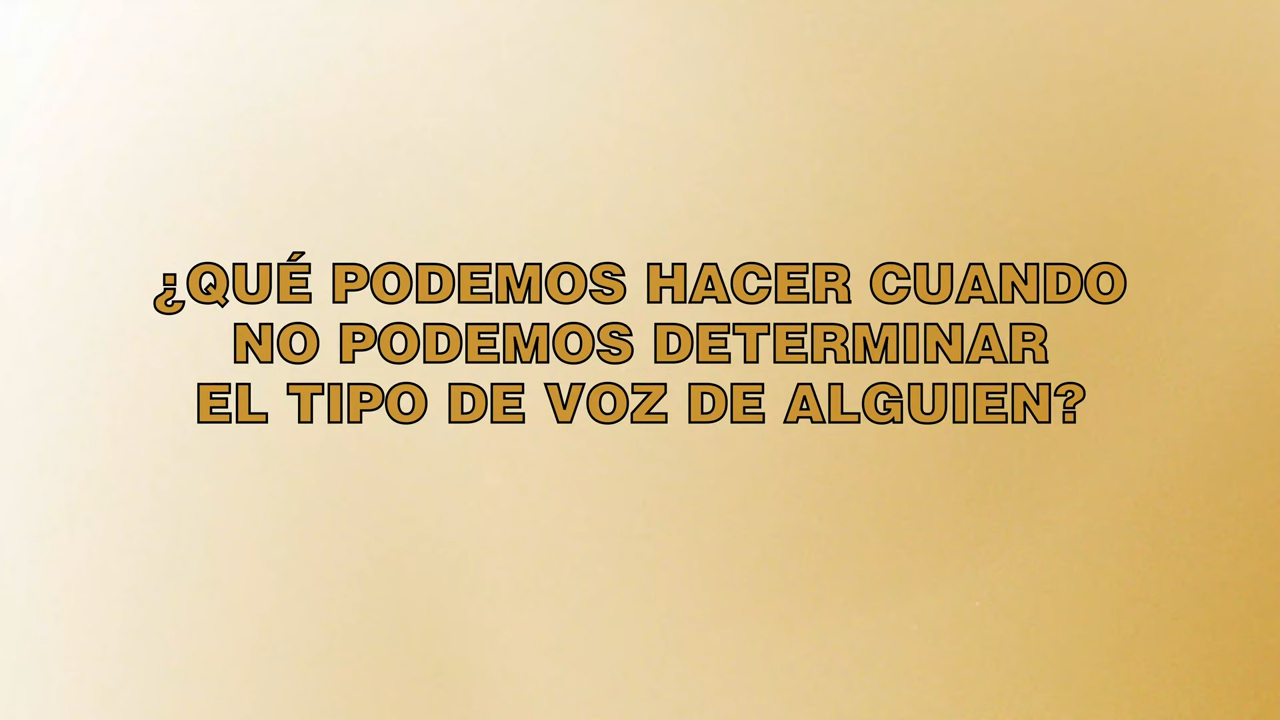 ¿QUÉ PODEMOS HACER CUANDO
NO PODEMOS DETERMINAR
EL TIPO DE VOZ DE ALGUIEN?